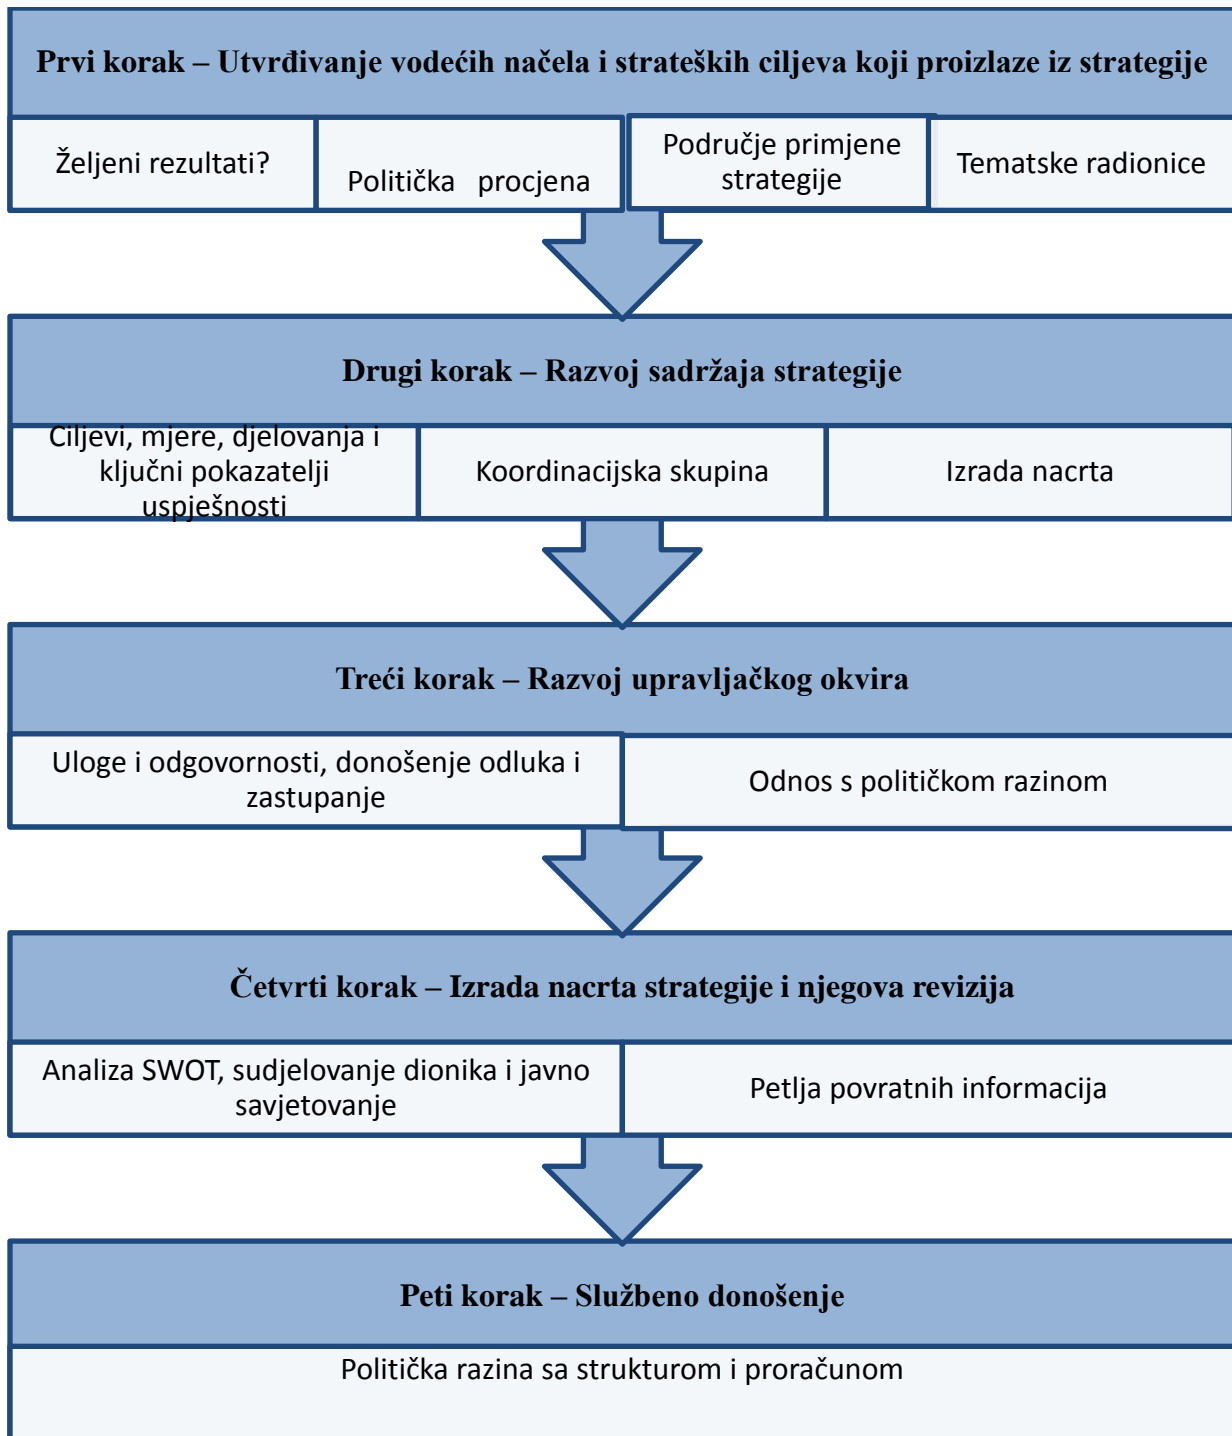 Prvi korak – Utvrđivanje vodećih načela i strateških ciljeva koji proizlaze iz strategije
Željeni rezultati?
Politička procjena
Područje primjene
strategije
Tematske radionice
Drugi korak – Razvoj sadržaja strategije
Ciljevi, mjere, djelovanja i
ključni pokazatelji
uspješnosti
Koordinacijska skupina
Izrada nacrta
Treći korak – Razvoj upravljačkog okvira
Uloge i odgovornosti, donošenje odluka i
zastupanje
Odnos s političkom razinom
Četvrti korak – Izrada nacrta strategije i njegova revizija
Analiza SWOT, sudjelovanje dionika i javno
savjetovanje
Petlja povratnih informacija
Peti korak – Službeno donošenje
Politička razina sa strukturom i proračunom